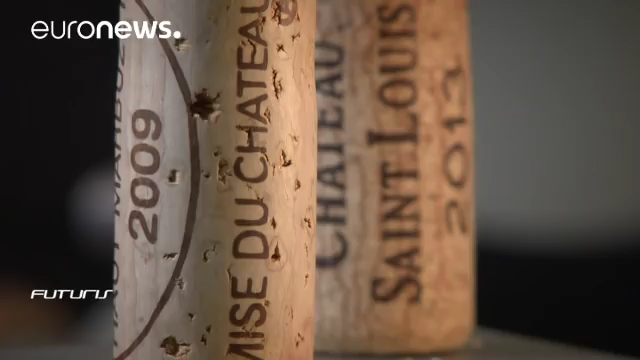 euronews.
2009
MISE DU CHATEAU
CHATEAU
SAINT LOUIS
2013
FUTURIS